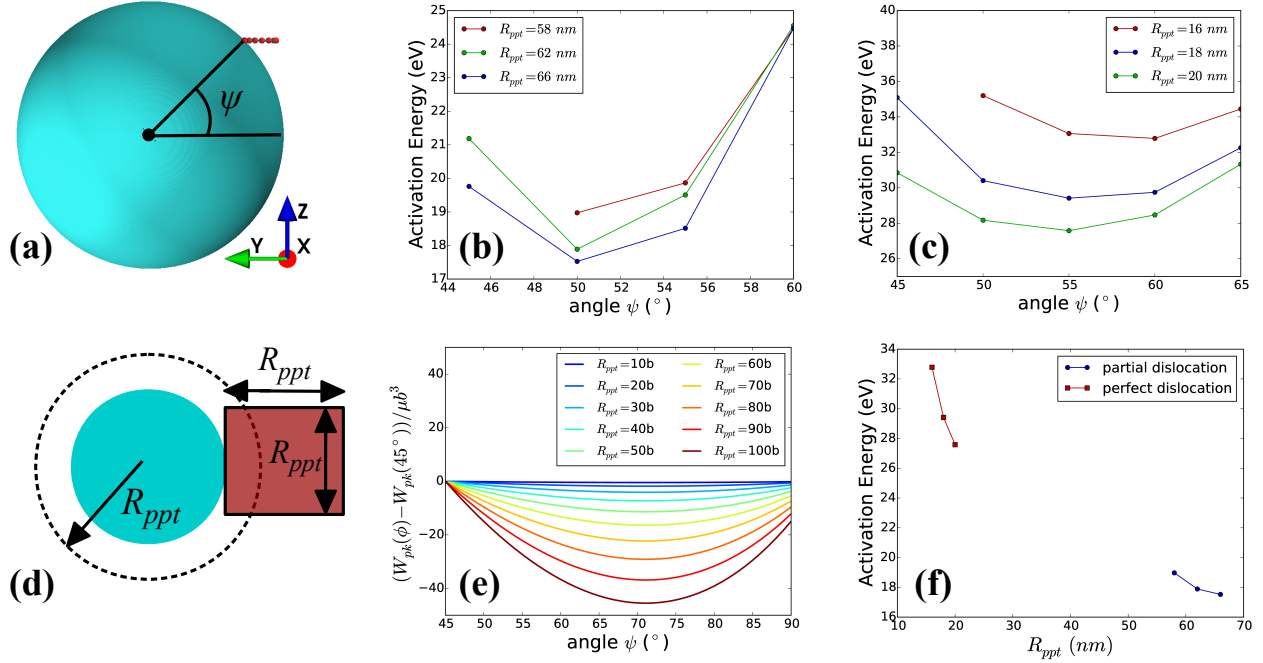 ψ
Z
Y
X
(a)
Activation Energy (eV)
25
24
23
22
21
20
19
18
17
R_ppt=58 nm
R_ppt=62 nm
R_ppt=66 nm
44 46 48 50 52 54 56 58 60
angle ψ (°)
(b)
Activation Energy (eV)
40
38
36
34
32
30
28
26
R_ppt=16 nm
R_ppt=18 nm
R_ppt=20 nm
45 50 55 60 65
angle ψ (°)
(c)
R_ppt
R_ppt
R_ppt
(d)
(W_pk(ϕ)−W_pk(45°))/μb³
40
20
0
−20
−40
R_ppt=10b
R_ppt=20b
R_ppt=30b
R_ppt=40b
R_ppt=50b
R_ppt=60b
R_ppt=70b
R_ppt=80b
R_ppt=90b
R_ppt=100b
45 50 55 60 65 70 75 80 85 90
angle ψ (°)
(e)
Activation Energy (eV)
34
32
30
28
26
24
22
20
18
16
partial dislocation
perfect dislocation
10 20 30 40 50 60 70
R_ppt (nm)
(f)